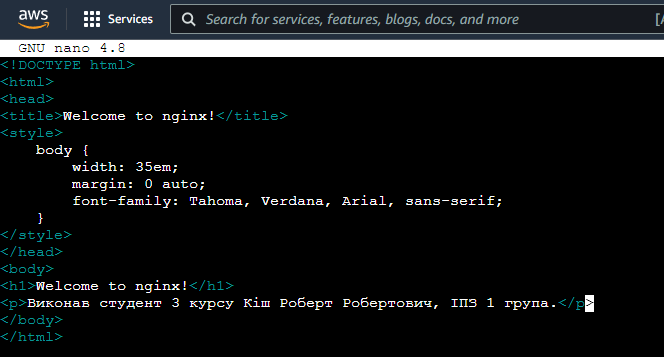 aws Services Search for services, features, blogs, docs, and more [A
GNU nano 4.8
<!DOCTYPE html>
<html>
<head>
<title>Welcome to nginx!</title>
<style>
    body {
        width: 35em;
        margin: 0 auto;
        font-family: Tahoma, Verdana, Arial, sans-serif;
    }
</style>
</head>
<body>
<h1>Welcome to nginx!</h1>
<p>Виконав студент 3 курсу Кіш Роберт Робертович, ІПЗ 1 група.</p>
</body>
</html>